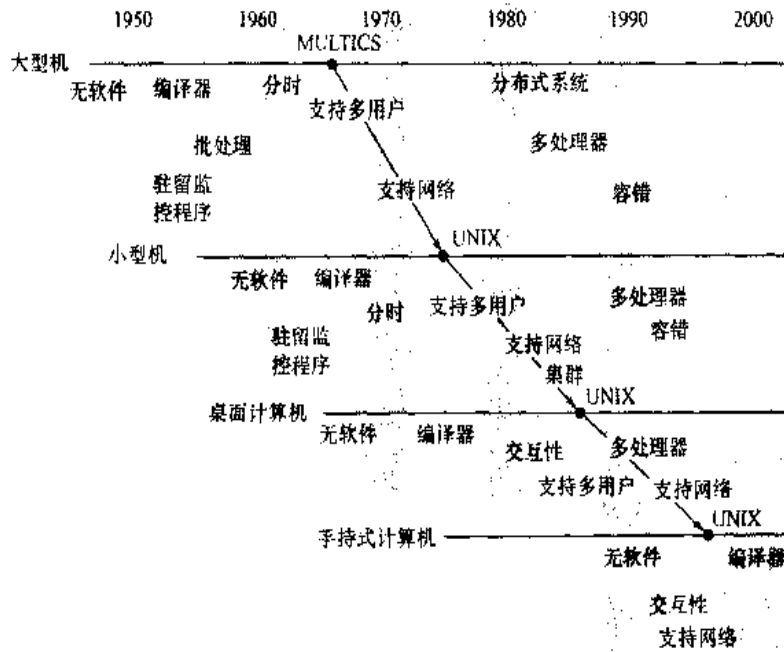 1950 1960 1970 1980 1990 2000
MULTICS
大型机
无软件 编译器 分时 分布式系统
支持多用户
批处理 多处理器
驻留监
控程序
支持网络 容错
UNIX
小型机
无软件 编译器 支持多用户 多处理器
分时
容错
驻留监
控程序
支持网络
集群
UNIX
桌面计算机
无软件 编译器 交互性 多处理器
支持多用户 支持网络
UNIX
手持式计算机
无软件 编译器
交互性
支持网络